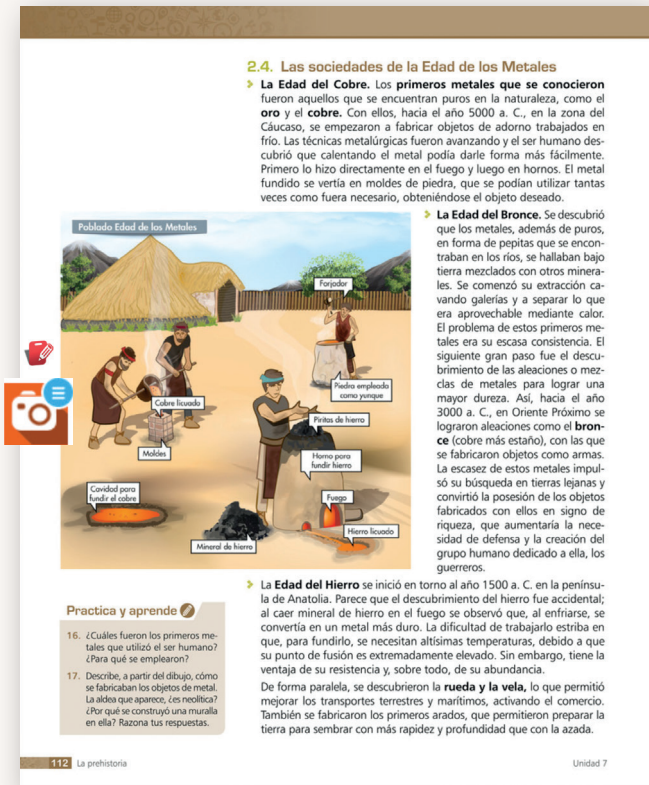 2.4. Las sociedades de la Edad de los Metales
La Edad del Cobre. Los primeros metales que se conocieron
fueron aquellos que se encuentran puros en la naturaleza, como el
oro y el cobre. Con ellos, hacia el año 5000 a. C., en la zona del
Cáucaso, se empezaron a fabricar objetos de adorno trabajados en
frío. Las técnicas metalúrgicas fueron avanzando y el ser humano des-
cubrió que calentando el metal podía darle forma más fácilmente.
Primero lo hizo directamente en el fuego y luego en hornos. El metal
fundido se vertía en moldes de piedra, que se podían utilizar tantas
veces como fuera necesario, obteniéndose el objeto deseado.
Poblado Edad de los Metales
Forjador
Piedra empleada
como yunque
Cobre licuado
Piritas de hierro
Moldes
Horno para
fundir hierro
Cavidad para
fundir el cobre
Fuego
Hierro licuado
Mineral de hierro
La Edad del Bronce. Se descubrió
que los metales, además de puros,
en forma de pepitas que se encon-
traban en los ríos, se hallaban bajo
tierra mezclados con otros minera-
les. Se comenzó su extracción ca-
vando galerías y a separar lo que
era aprovechable mediante calor.
El problema de estos primeros me-
tales era su escasa consistencia. El
siguiente gran paso fue el descu-
brimiento de las aleaciones o mez-
clas de metales para lograr una
mayor dureza. Así, hacia el año
3000 a. C., en Oriente Próximo se
lograron aleaciones como el bron-
ce (cobre más estaño), con las que
se fabricaron objetos como armas.
La escasez de estos metales impul-
só su búsqueda en tierras lejanas y
convirtió la posesión de los objetos
fabricados con ellos en signo de
riqueza, que aumentaría la nece-
sidad de defensa y la creación del
grupo humano dedicado a ella, los
guerreros.
La Edad del Hierro se inició en torno al año 1500 a. C. en la penínsu-
la de Anatolia. Parece que el descubrimiento del hierro fue accidental;
al caer mineral de hierro en el fuego se observó que, al enfriarse, se
convertía en un metal más duro. La dificultad de trabajarlo estriba en
que, para fundirlo, se necesitan altísimas temperaturas, debido a que
su punto de fusión es extremadamente elevado. Sin embargo, tiene la
ventaja de su resistencia y, sobre todo, de su abundancia.
De forma paralela, se descubrieron la rueda y la vela, lo que permitió
mejorar los transportes terrestres y marítimos, activando el comercio.
También se fabricaron los primeros arados, que permitieron preparar la
tierra para sembrar con más rapidez y profundidad que con la azada.
Practica y aprende
16. ¿Cuáles fueron los primeros me-
tales que utilizó el ser humano?
¿Para qué se emplearon?
17. Describe, a partir del dibujo, cómo
se fabricaban los objetos de metal.
La aldea que aparece, ¿es neolítica?
¿Por qué se construyó una muralla
en ella? Razona tus respuestas.
112 La prehistoria
Unidad 7